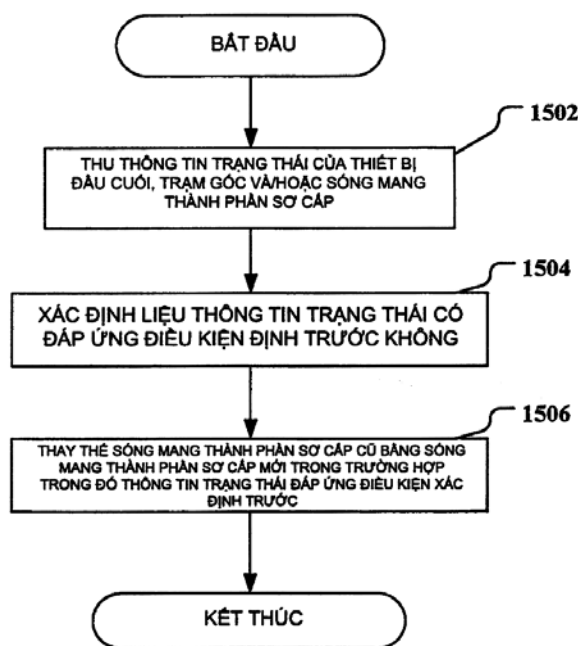 BẮT ĐẦU
1502
THU THÔNG TIN TRẠNG THÁI CỦA THIẾT BỊ
ĐẦU CUỐI, TRẠM GỐC VÀ/HOẶC SÓNG MANG
THÀNH PHẦN SƠ CẤP
1504
XÁC ĐỊNH LIỆU THÔNG TIN TRẠNG THÁI CÓ
ĐÁP ỨNG ĐIỀU KIỆN ĐỊNH TRƯỚC KHÔNG
1506
THAY THẾ SÓNG MANG THÀNH PHẦN SƠ CẤP CŨ BẰNG SÓNG
MANG THÀNH PHẦN SƠ CẤP MỚI TRONG TRƯỜNG HỢP
TRONG ĐÓ THÔNG TIN TRẠNG THÁI ĐÁP ỨNG ĐIỀU KIỆN XÁC
ĐỊNH TRƯỚC
KẾT THÚC